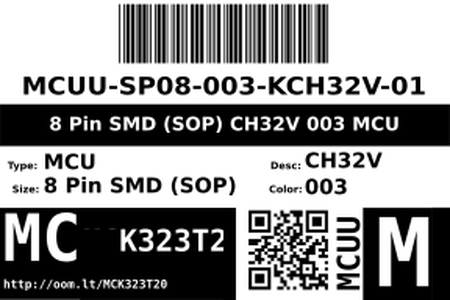 MCUU-SP08-003-KCH32V-01
8 Pin SMD (SOP) CH32V 003 MCU
Type: MCU
Desc: CH32V
Size: 8 Pin SMD (SOP)
Color: 003
MC
K323T2
MCUU
M
http://oom.lt/MCK323T20